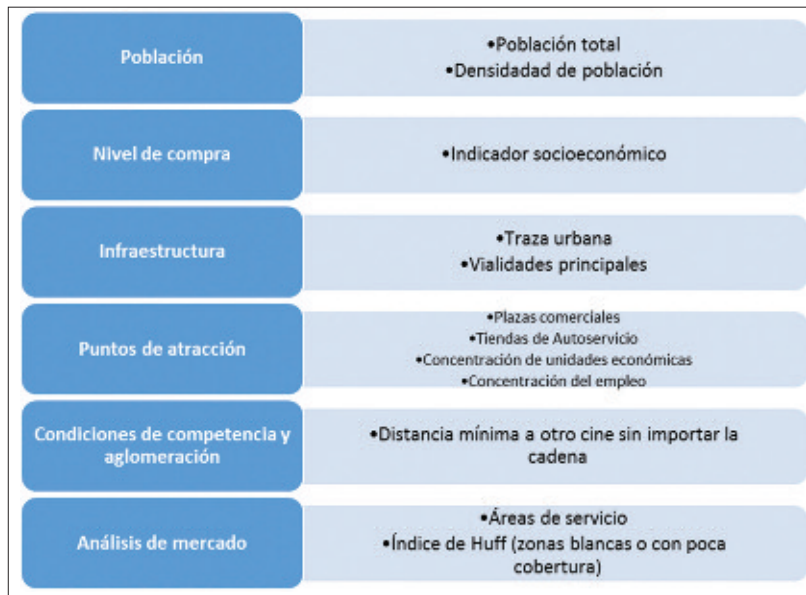 Población
•Población total
•Densidadad de población
Nivel de compra
•Indicador socioeconómico
Infraestructura
•Traza urbana
•Vialidades principales
Puntos de atracción
•Plazas comerciales
•Tiendas de Autoservicio
•Concentración de unidades económicas
•Concentración del empleo
Condiciones de competencia y
aglomeración
•Distancia mínima a otro cine sin importar la
cadena
Análisis de mercado
•Áreas de servicio
•Índice de Huff (zonas blancas o con poca
cobertura)